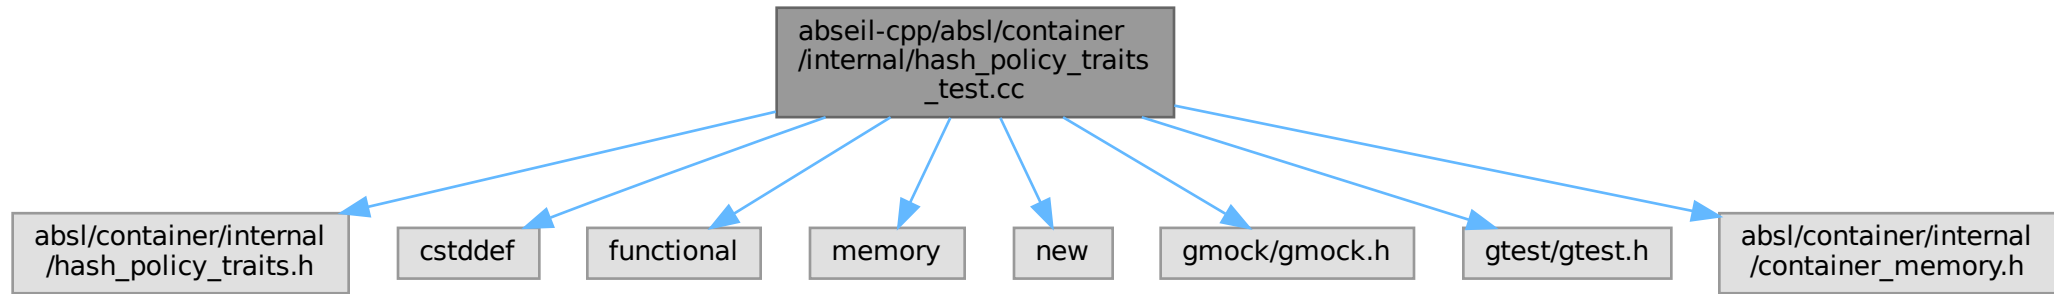 abseil-cpp/absl/container
/internal/hash_policy_traits
_test.cc
absl/container/internal
/hash_policy_traits.h
cstddef
functional
memory
new
gmock/gmock.h
gtest/gtest.h
absl/container/internal
/container_memory.h